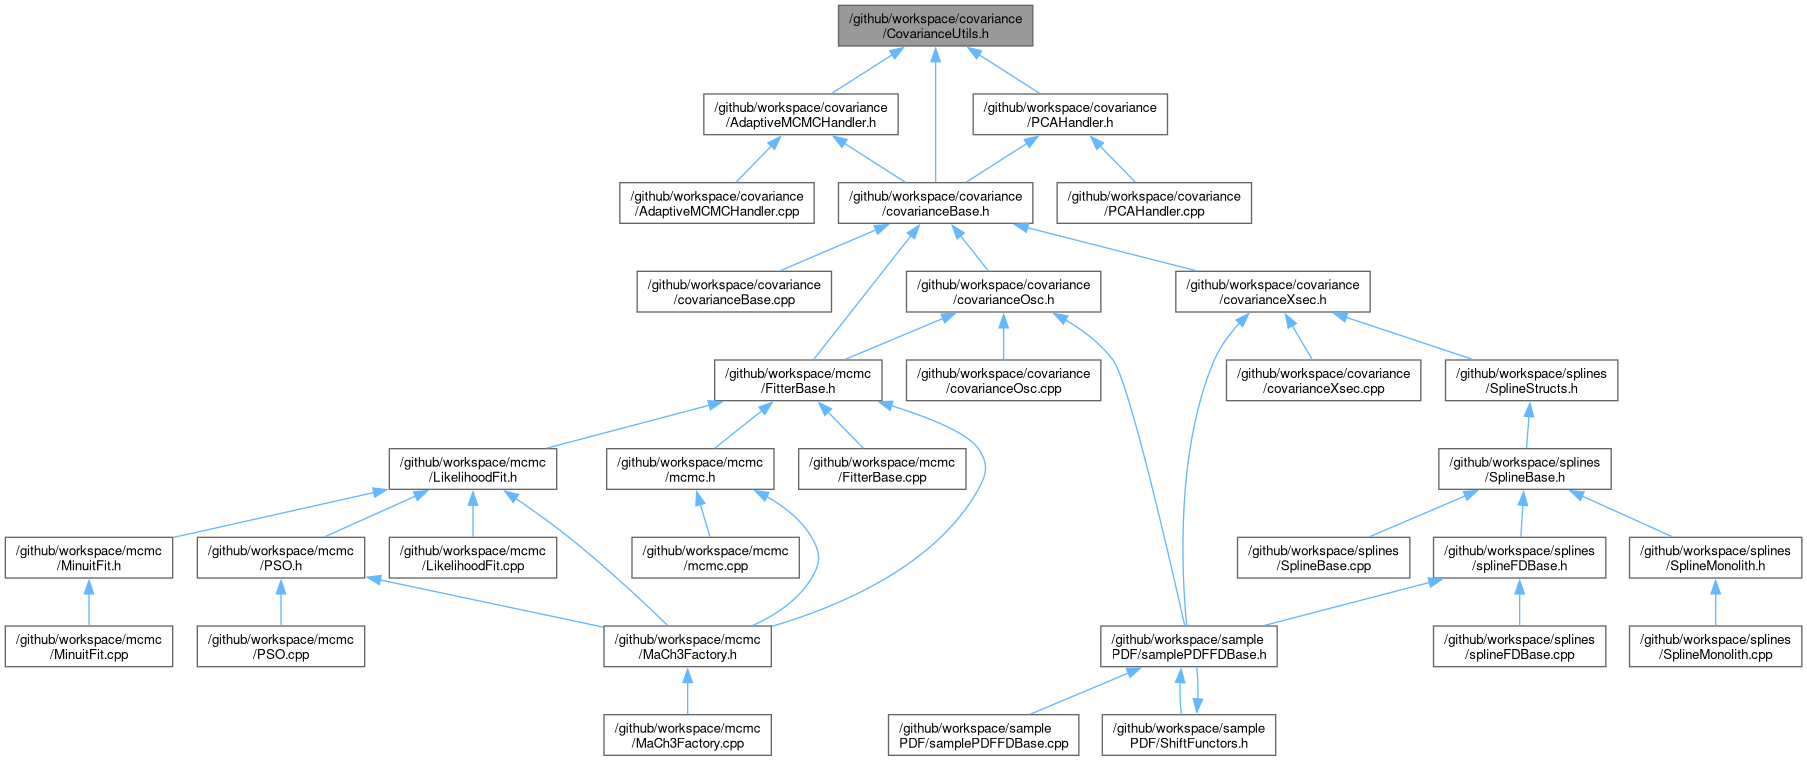 /github/workspace/covariance
/CovarianceUtils.h
/github/workspace/covariance
/AdaptiveMCMCHandler.h
/github/workspace/covariance
/PCAHandler.h
/github/workspace/covariance
/AdaptiveMCMCHandler.cpp
/github/workspace/covariance
/covarianceBase.h
/github/workspace/covariance
/PCAHandler.cpp
/github/workspace/covariance
/covarianceBase.cpp
/github/workspace/covariance
/covarianceOsc.h
/github/workspace/covariance
/covarianceXsec.h
/github/workspace/mcmc
/FitterBase.h
/github/workspace/covariance
/covarianceOsc.cpp
/github/workspace/covariance
/covarianceXsec.cpp
/github/workspace/splines
/SplineStructs.h
/github/workspace/mcmc
/LikelihoodFit.h
/github/workspace/mcmc
/mcmc.h
/github/workspace/mcmc
/FitterBase.cpp
/github/workspace/splines
/SplineBase.h
/github/workspace/mcmc
/MinuitFit.h
/github/workspace/mcmc
/PSO.h
/github/workspace/mcmc
/LikelihoodFit.cpp
/github/workspace/mcmc
/mcmc.cpp
/github/workspace/splines
/SplineBase.cpp
/github/workspace/splines
/splineFDBase.h
/github/workspace/splines
/SplineMonolith.h
/github/workspace/mcmc
/MinuitFit.cpp
/github/workspace/mcmc
/PSO.cpp
/github/workspace/mcmc
/MaCh3Factory.h
/github/workspace/sample
PDF/samplePDFFDBase.h
/github/workspace/splines
/splineFDBase.cpp
/github/workspace/splines
/SplineMonolith.cpp
/github/workspace/mcmc
/MaCh3Factory.cpp
/github/workspace/sample
PDF/samplePDFFDBase.cpp
/github/workspace/sample
PDF/ShiftFunctors.h